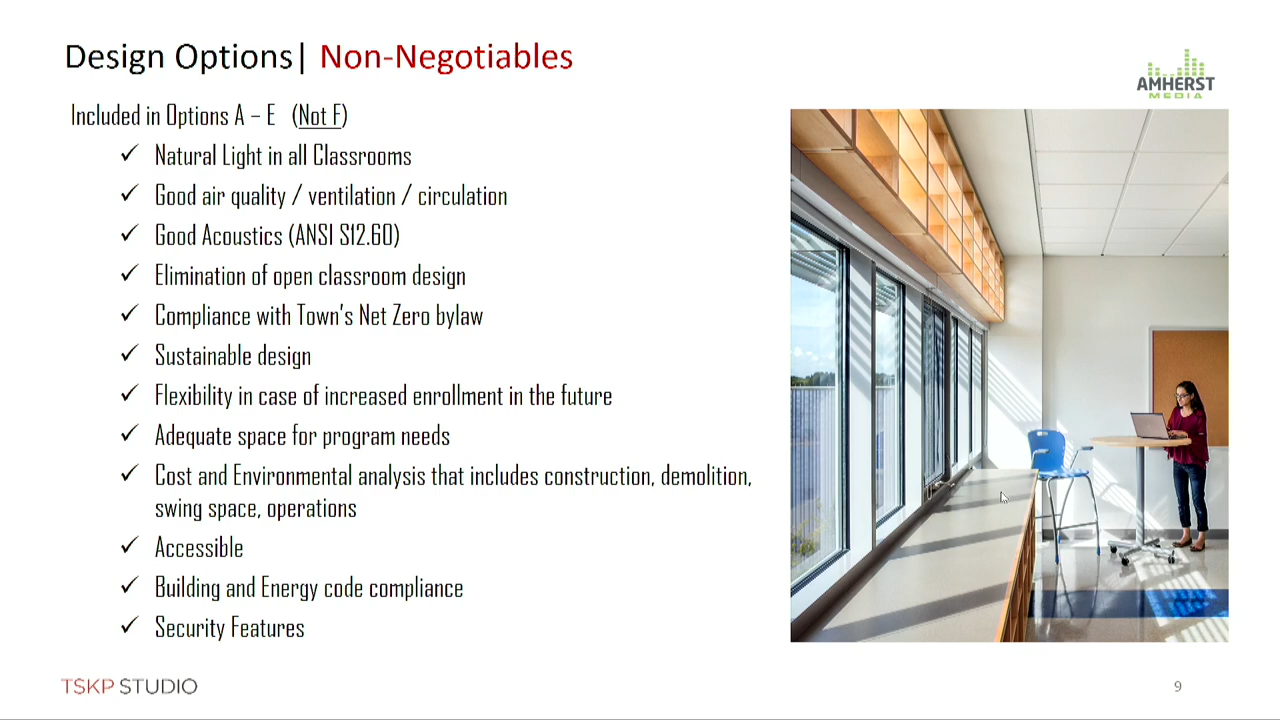 Design Options| Non-Negotiables
AMHERST
MEDIA
Included in Options A – E (Not F)
✓ Natural Light in all Classrooms
✓ Good air quality / ventilation / circulation
✓ Good Acoustics (ANSI S12.60)
✓ Elimination of open classroom design
✓ Compliance with Town's Net Zero bylaw
✓ Sustainable design
✓ Flexibility in case of increased enrollment in the future
✓ Adequate space for program needs
✓ Cost and Environmental analysis that includes construction, demolition,
swing space, operations
✓ Accessible
✓ Building and Energy code compliance
✓ Security Features
TSKP STUDIO
9